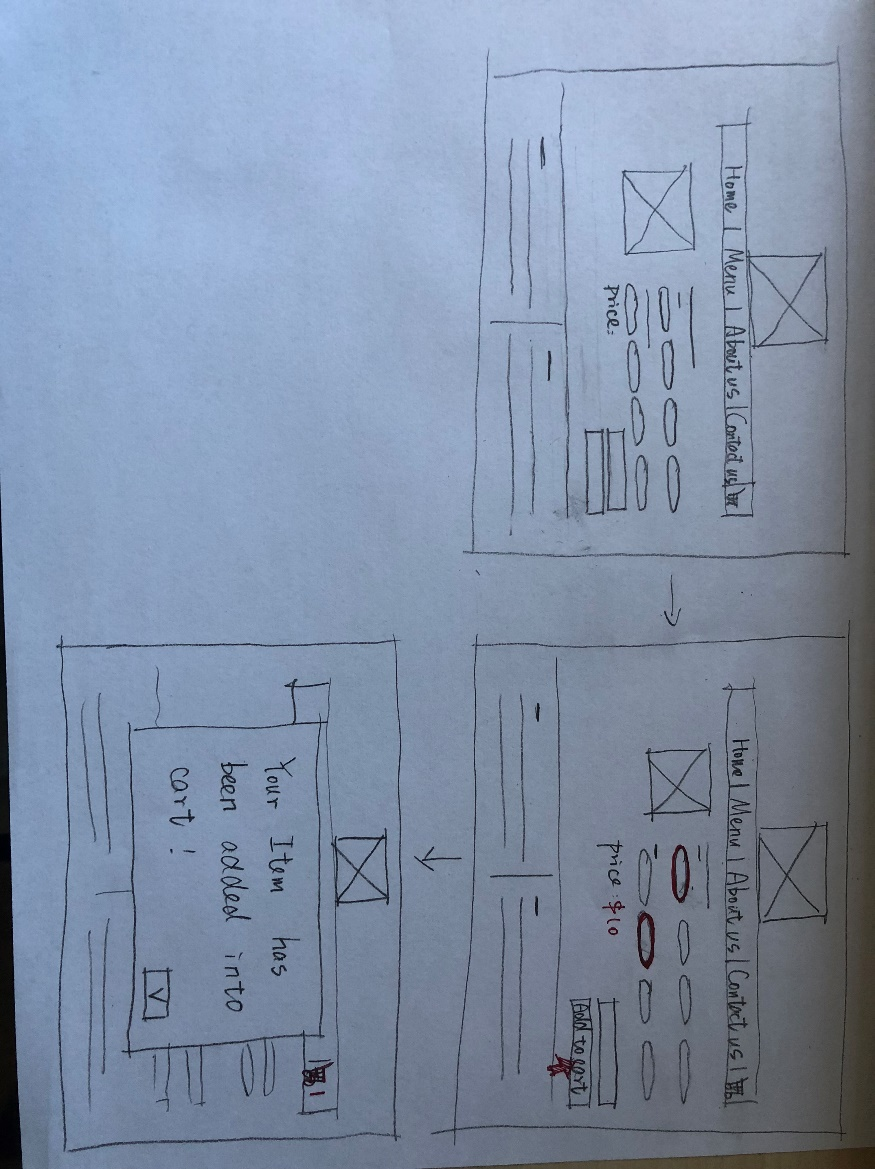 Home | Menu | About us | Contact us |
price:
Home | Menu | About us | Contact us |
price: $10
Add to cart
1
Your Item has
been added into
cart!